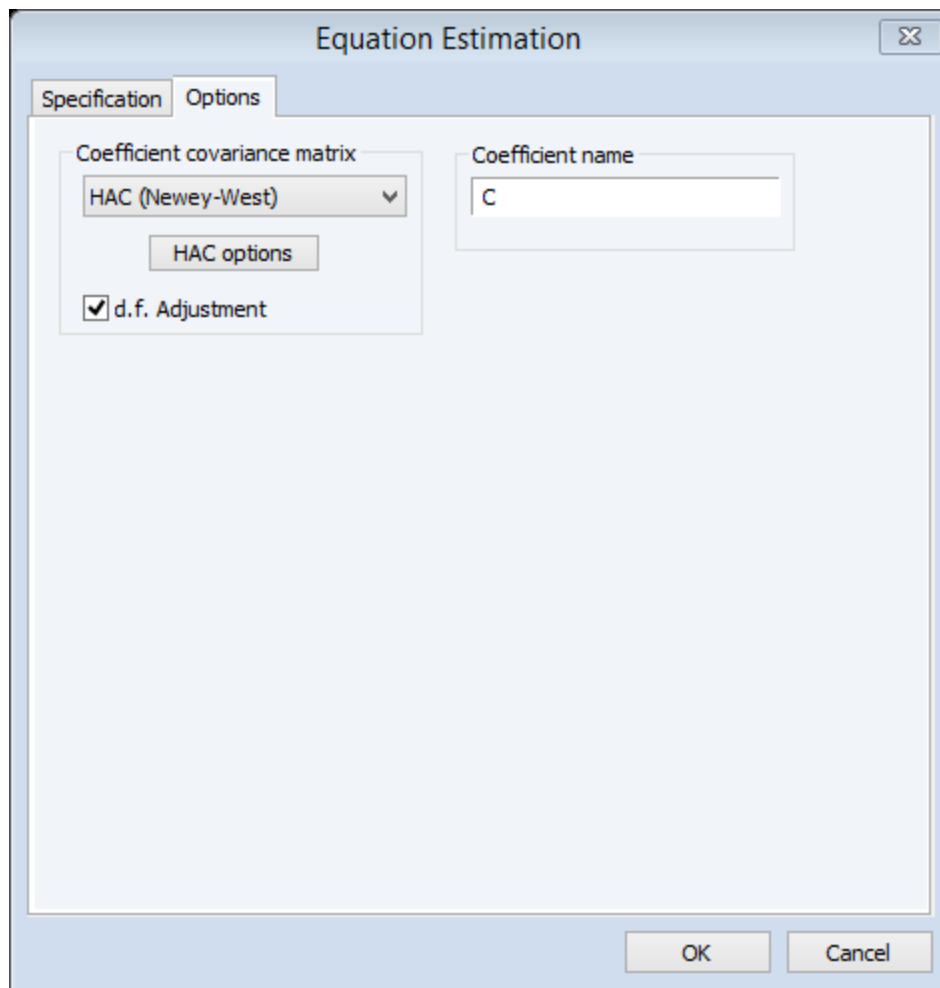 Equation Estimation
Specification
Options
Coefficient covariance matrix
HAC (Newey-West)
HAC options
d.f. Adjustment
Coefficient name
C
OK
Cancel